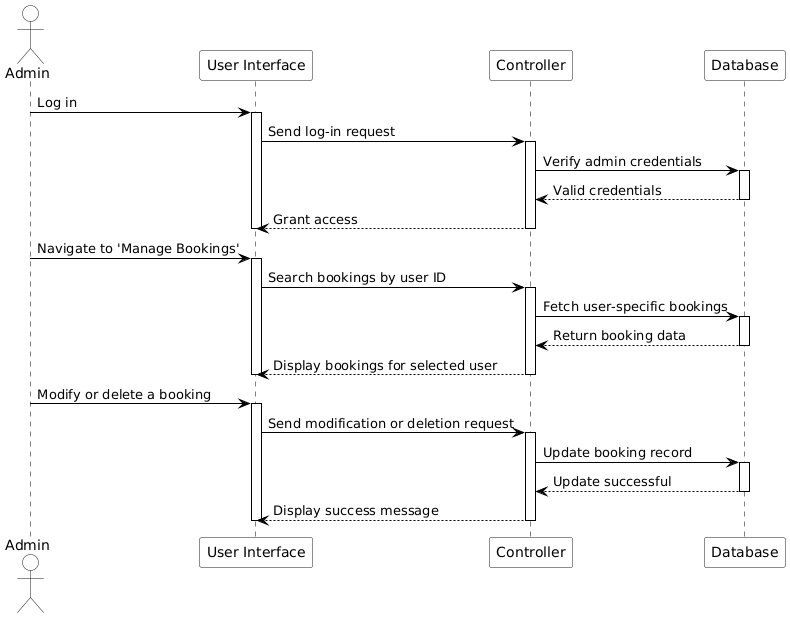 Admin
User Interface
Controller
Database
Log in
Send log-in request
Verify admin credentials
Valid credentials
Grant access
Navigate to 'Manage Bookings'
Search bookings by user ID
Fetch user-specific bookings
Return booking data
Display bookings for selected user
Modify or delete a booking
Send modification or deletion request
Update booking record
Update successful
Display success message
Admin
User Interface
Controller
Database